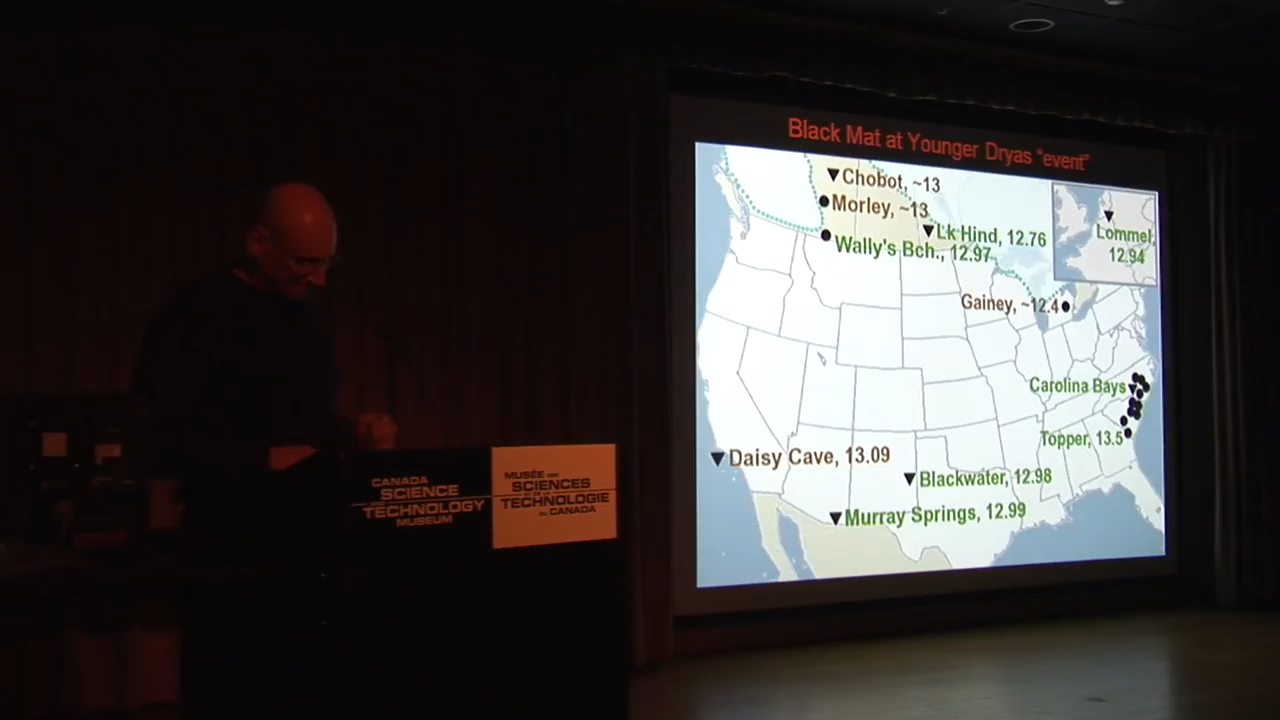 Black Mat at Younger Dryas "event"
Chobot, ~13
Morley, ~13
Lk Hind, 12.76
Wally's Bch., 12.97
Lommel,
12.94
Gainey, ~12.4
Carolina Bays
Topper, 13.5
Daisy Cave, 13.09
Blackwater, 12.98
Murray Springs, 12.99
CANADA
SCIENCE
AND
TECHNOLOGY
MUSEUM
MUSÉE DES
SCIENCES
ET DE LA
TECHNOLOGIE
DU CANADA